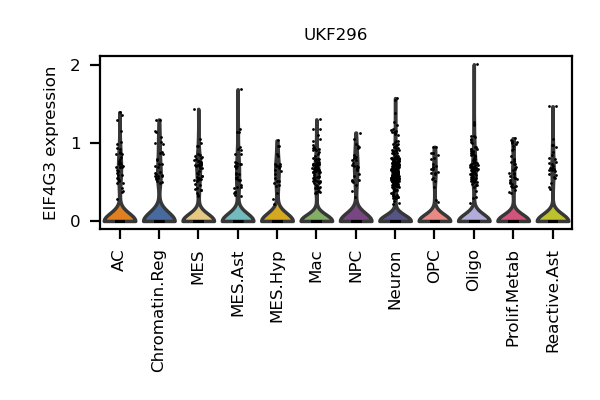 UKF296
EIF4G3 expression
2
1
0
AC
Chromatin.Reg
MES
MES.Ast
MES.Hyp
Mac
NPC
Neuron
OPC
Oligo
Prolif.Metab
Reactive.Ast